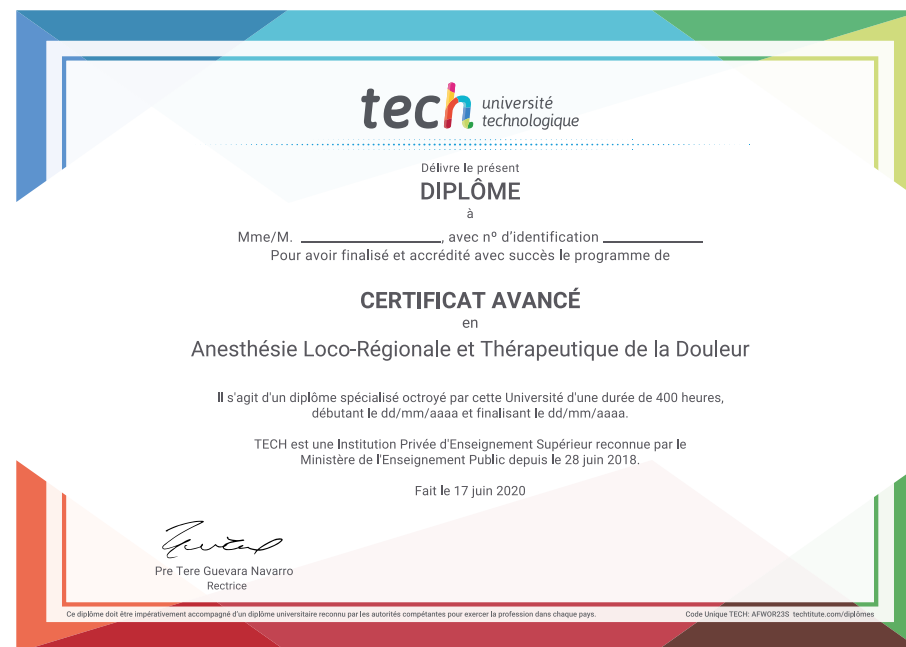 tech université
technologique
Délivre le présent
DIPLÔME
à
Mme/M. ____________________, avec nº d'identification ______________
Pour avoir finalisé et accrédité avec succès le programme de
CERTIFICAT AVANCÉ
en
Anesthésie Loco-Régionale et Thérapeutique de la Douleur
Il s'agit d'un diplôme spécialisé octroyé par cette Université d'une durée de 400 heures,
débutant le dd/mm/aaaa et finalisant le dd/mm/aaaa.
TECH est une Institution Privée d'Enseignement Supérieur reconnue par le
Ministère de l'Enseignement Public depuis le 28 juin 2018.
Fait le 17 juin 2020
Pre Tere Guevara Navarro
Rectrice
Ce diplôme doit être impérativement accompagné d'un diplôme universitaire reconnu par les autorités compétentes pour exercer la profession dans chaque pays.
Code Unique TECH: AFWOR23S techtitute.com/diplômes